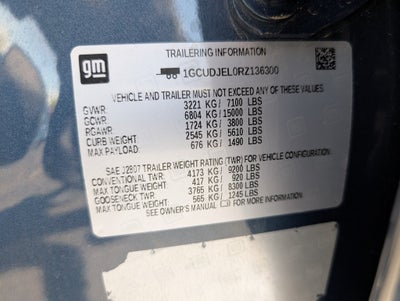 gm
TRAILERING INFORMATION
1GCUDJEL0RZ136300
VEHICLE AND TRAILER MUST NOT EXCEED ANY OF THESE VALUES
GVWR: 3221 KG/ 7100 LBS
GCWR: 6804 KG/ 15000 LBS
RGAWR: 1724 KG/ 3800 LBS
CURB WEIGHT 2545 KG/ 5610 LBS
MAX PAYLOAD: 676 KG/ 1490 LBS
SAE J2807 TRAILER WEIGHT RATING (TWR) FOR VEHICLE CONFIGURATION:
CONVENTIONAL TWR: 4173 KG/ 9200 LBS
MAX TONGUE WEIGHT: 417 KG/ 920 LBS
GOOSENECK TWR: 3765 KG/ 8300 LBS
MAX TONGUE WEIGHT: 565 KG/ 1245 LBS
SEE OWNER'S MANUAL FOR MORE INFORMATION